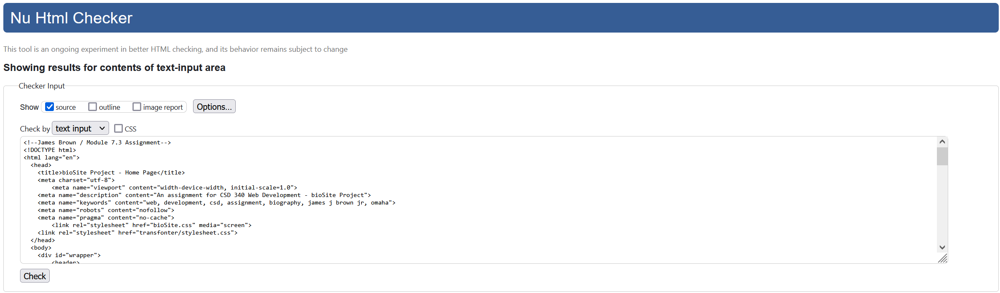 Nu Html Checker
This tool is an ongoing experiment in better HTML checking, and its behavior remains subject to change
Showing results for contents of text-input area
Checker Input
Show source outline image report Options...
Check by text input CSS
<!--James Brown / Module 7.3 Assignment-->
<!DOCTYPE html>
<html lang="en">
  <head>
    <title>bioSite Project - Home Page</title>
    <meta charset="utf-8">
        <meta name="viewport" content="width-device-width, initial-scale=1.0">
    <meta name="description" content="An assignment for CSD 340 Web Development - bioSite Project">
    <meta name="keywords" content="web, development, csd, assignment, biography, james j brown jr, omaha">
    <meta name="robots" content="nofollow">
    <meta name="pragma" content="no-cache">
        <link rel="stylesheet" href="bioSite.css" media="screen">
    <link rel="stylesheet" href="transfonter/stylesheet.css">
  </head>
  <body>
    <div id="wrapper">
        <header>
Check